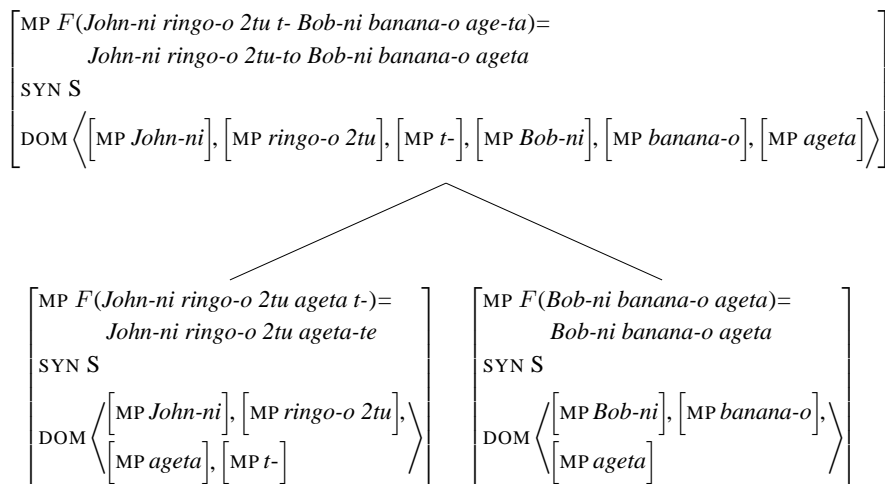 MP F(John-ni ringo-o 2tu t- Bob-ni banana-o age-ta)=
John-ni ringo-o 2tu-to Bob-ni banana-o ageta
SYN S
DOM ⟨[MP John-ni], [MP ringo-o 2tu], [MP t-], [MP Bob-ni], [MP banana-o], [MP ageta]⟩
MP F(John-ni ringo-o 2tu ageta t-)=
John-ni ringo-o 2tu ageta-te
SYN S
DOM ⟨[MP John-ni], [MP ringo-o 2tu],
[MP ageta], [MP t-]⟩
MP F(Bob-ni banana-o ageta)=
Bob-ni banana-o ageta
SYN S
DOM ⟨[MP Bob-ni], [MP banana-o],
[MP ageta]⟩